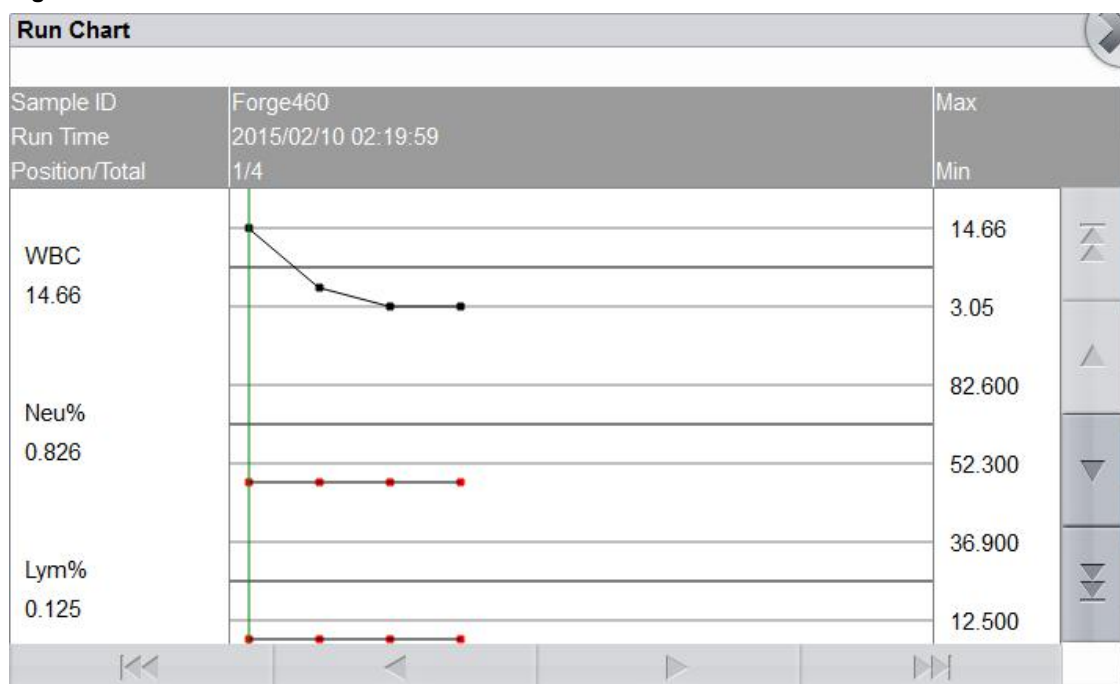 Run Chart
Sample ID Forge460 Max
Run Time 2015/02/10 02:19:59
Position/Total 1/4 Min
14.66
WBC
14.66
3.05
82.600
Neu%
0.826
52.300
36.900
Lym%
0.125
12.500